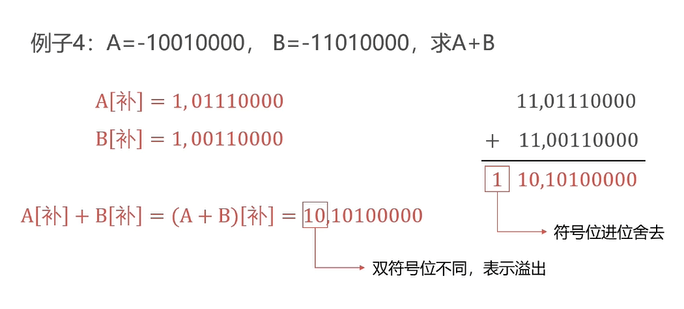 例子4：A=-10010000， B=-11010000，求A+B
A[补] = 1, 01110000
B[补] = 1, 00110000
A[补] + B[补] = (A + B)[补] = 10,10100000
双符号位不同，表示溢出
11,01110000
+ 11,00110000
1 10,10100000
符号位进位舍去